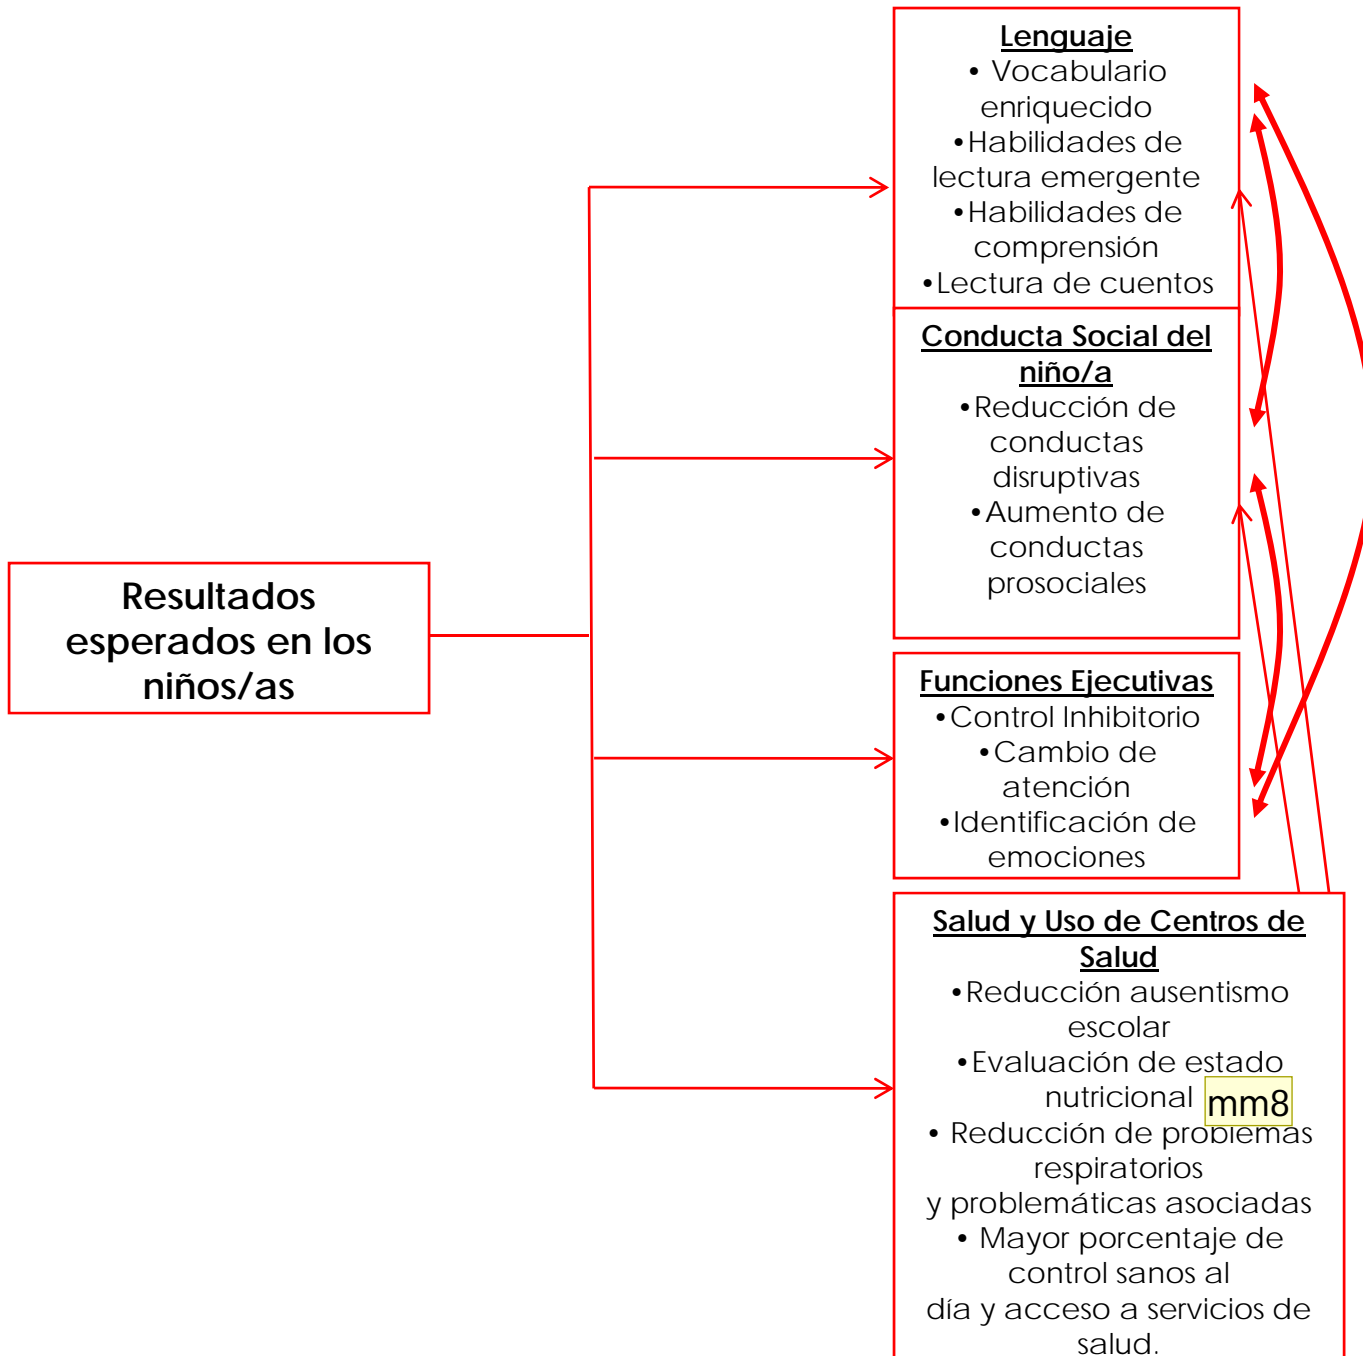 Lenguaje
• Vocabulario
enriquecido
•Habilidades de
lectura emergente
•Habilidades de
comprensión
•Lectura de cuentos
Conducta Social del
niño/a
•Reducción de
conductas
disruptivas
•Aumento de
conductas
prosociales
Resultados
esperados en los
niños/as
Funciones Ejecutivas
•Control Inhibitorio
•Cambio de
atención
•Identificación de
emociones
Salud y Uso de Centros de
Salud
•Reducción ausentismo
escolar
•Evaluación de estado
nutricional
mm8
• Reducción de problemas
respiratorios
y problemáticas asociadas
• Mayor porcentaje de
control sanos al
día y acceso a servicios de
salud.